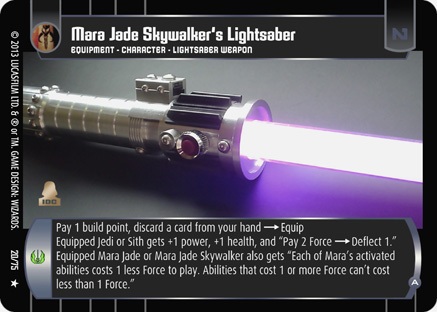 Mara Jade Skywalker's Lightsaber
EQUIPMENT - CHARACTER - LIGHTSABER WEAPON
N
© 2013 LUCASFILM LTD. & ® or TM. GAME DESIGN: WIZARDS.
IDC
20/75
Pay 1 build point, discard a card from your hand → Equip
Equipped Jedi or Sith gets +1 power, +1 health, and "Pay 2 Force → Deflect 1."
Equipped Mara Jade or Mara Jade Skywalker also gets "Each of Mara's activated
abilities costs 1 less Force to play. Abilities that cost 1 or more Force can't cost
less than 1 Force."
A